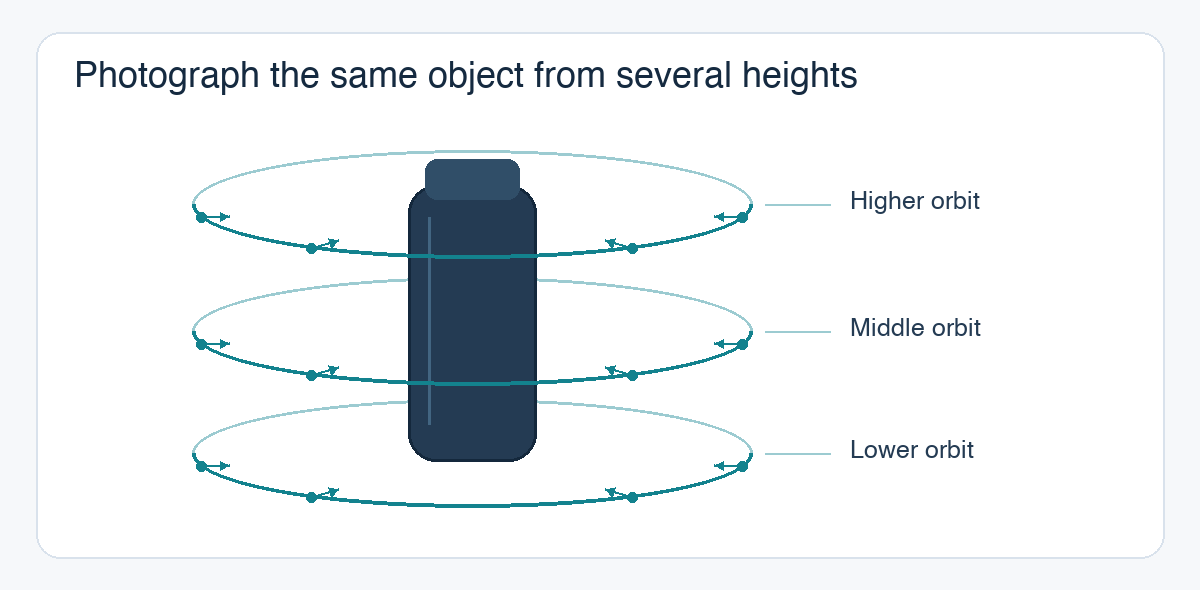 Photograph the same object from several heights
Higher orbit
Middle orbit
Lower orbit